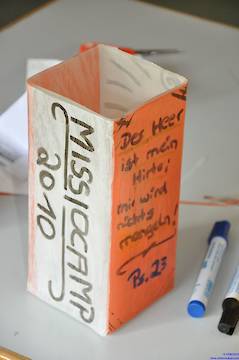 MISSIOCAMP
2010
Der Herr
ist mein
Hirte,
mir wird
nichts
mangeln!
Ps. 23